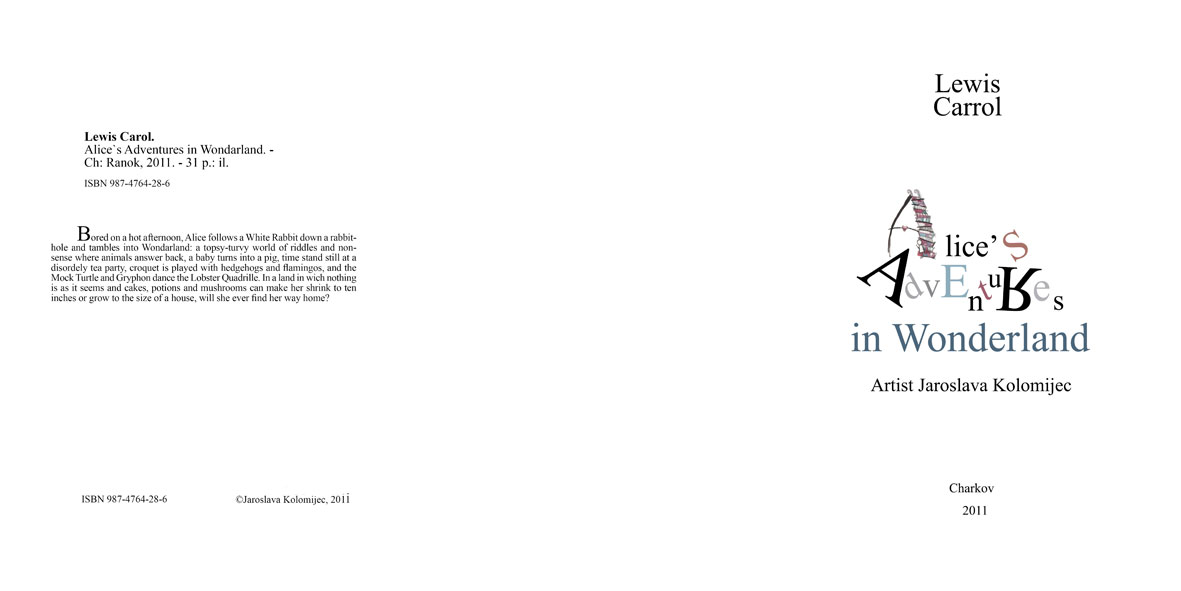 Lewis Carol.
Alice`s Adventures in Wondarland. -
Ch: Ranok, 2011. - 31 p.: il.
ISBN 987-4764-28-6
Bored on a hot afternoon, Alice follows a White Rabbit down a rabbit-
hole and tambles into Wonderland: a topsy-turvy world of riddles and non-
sense where animals answer back, a baby turns into a pig, time stand still at a
disordely tea party, croquet is played with hedgehogs and flamingos, and the
Mock Turtle and Gryphon dance the Lobster Quadrille. In a land in wich nothing
is as it seems and cakes, potions and mushrooms can make her shrink to ten
inches or grow to the size of a house, will she ever find her way home?
ISBN 987-4764-28-6
©Jaroslava Kolomijec, 2011
Lewis
Carrol
Alice’S
AdvEntuRes
in Wonderland
Artist Jaroslava Kolomijec
Charkov
2011